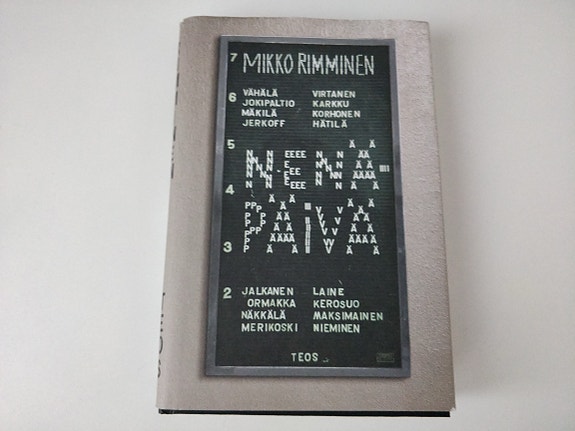 7 MIKKO RIMMINEN
6 VÄHÄLÄ VIRTANEN
JOKIPALTIO KARKKU
MÄKILÄ KORHONEN
JERKOFF HÄTILÄ
5
NENÄ-
4
PÄIVÄ
3
2 JALKANEN LAINE
ORMAKKA KEROSUO
NÄKKÄLÄ MAKSIMAINEN
MERIKOSKI NIEMINEN
TEOS